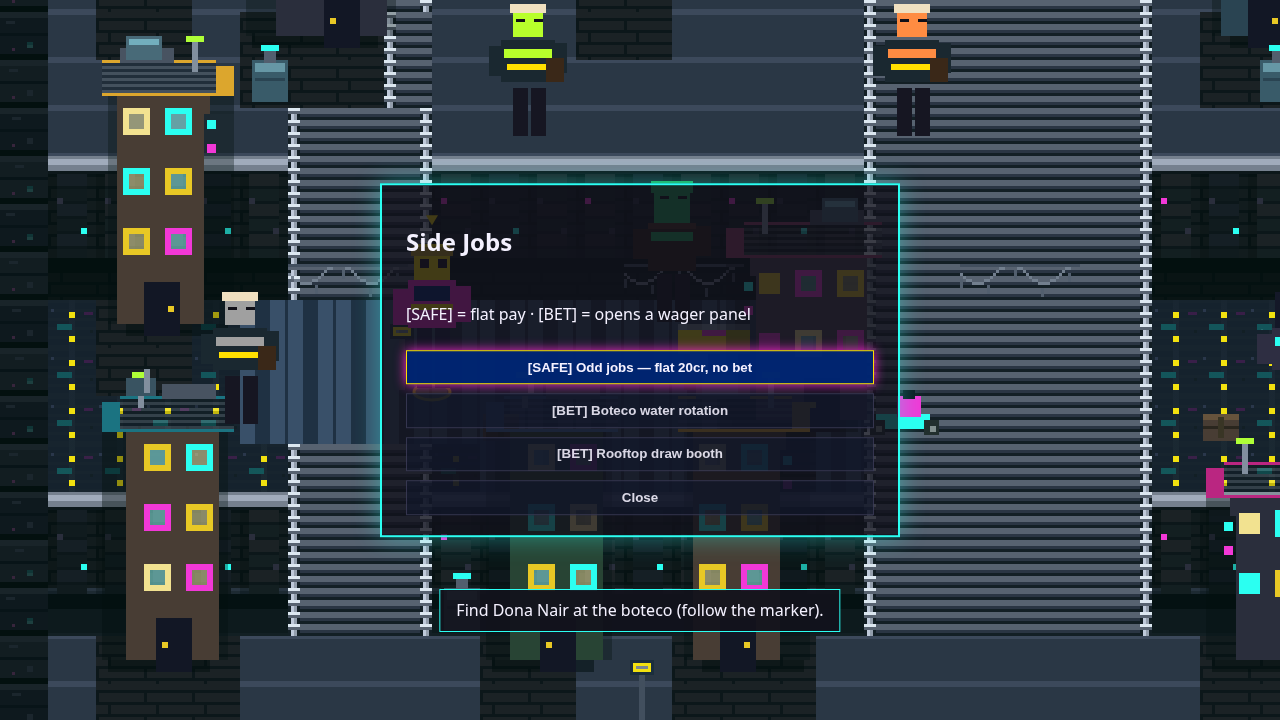 Side Jobs
[SAFE] = flat pay · [BET] = opens a wager panel
[SAFE] Odd jobs — flat 20cr, no bet
[BET] Boteco water rotation
[BET] Rooftop draw booth
Close
Find Dona Nair at the boteco (follow the marker).